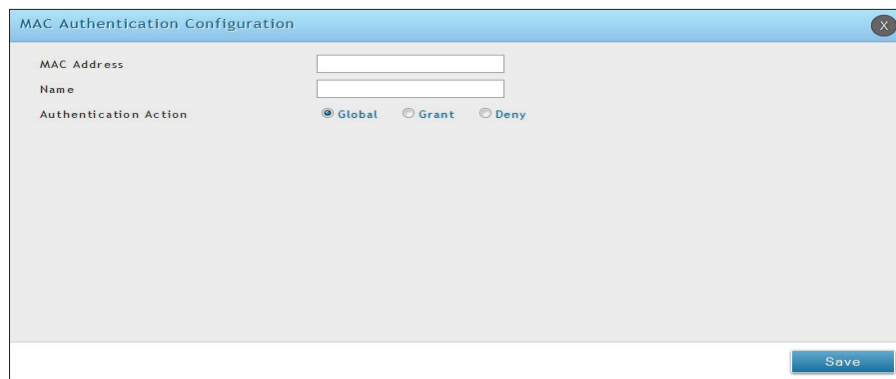 MAC Authentication Configuration X
MAC Address
Name
Authentication Action Global Grant Deny
Save